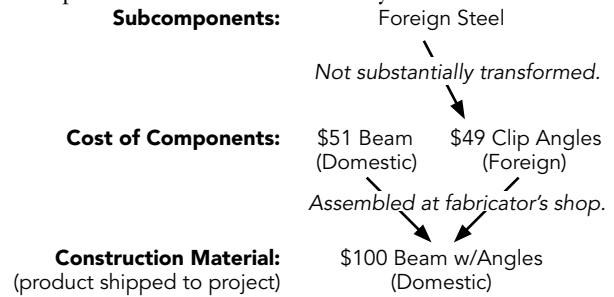 Subcomponents: Foreign Steel
Not substantially transformed.
Cost of Components: $51 Beam $49 Clip Angles
(Domestic) (Foreign)
Assembled at fabricator's shop.
Construction Material: $100 Beam w/Angles
(product shipped to project) (Domestic)